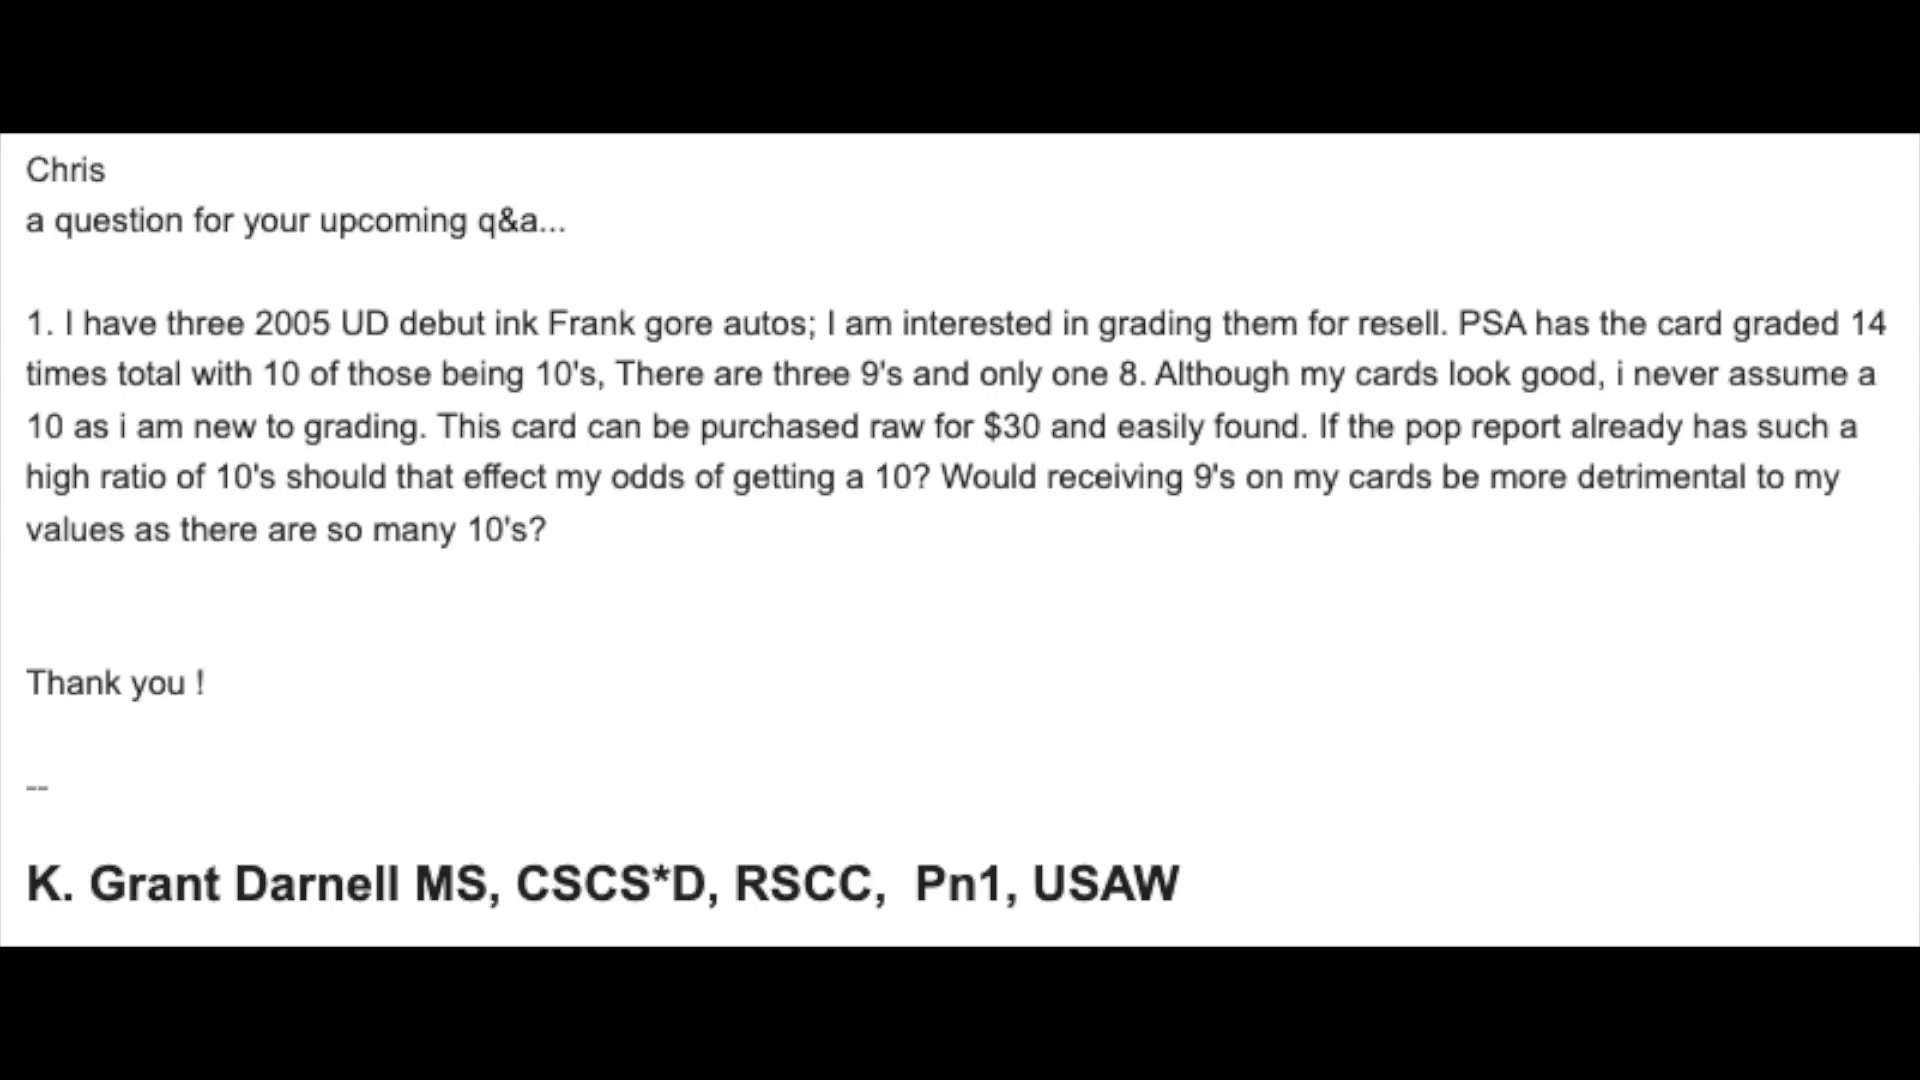 Chris
a question for your upcoming q&a...
1. I have three 2005 UD debut ink Frank gore autos; I am interested in grading them for resell. PSA has the card graded 14
times total with 10 of those being 10's, There are three 9's and only one 8. Although my cards look good, i never assume a
10 as i am new to grading. This card can be purchased raw for $30 and easily found. If the pop report already has such a
high ratio of 10's should that effect my odds of getting a 10? Would receiving 9's on my cards be more detrimental to my
values as there are so many 10's?
Thank you !
--
K. Grant Darnell MS, CSCS*D, RSCC,  Pn1, USAW